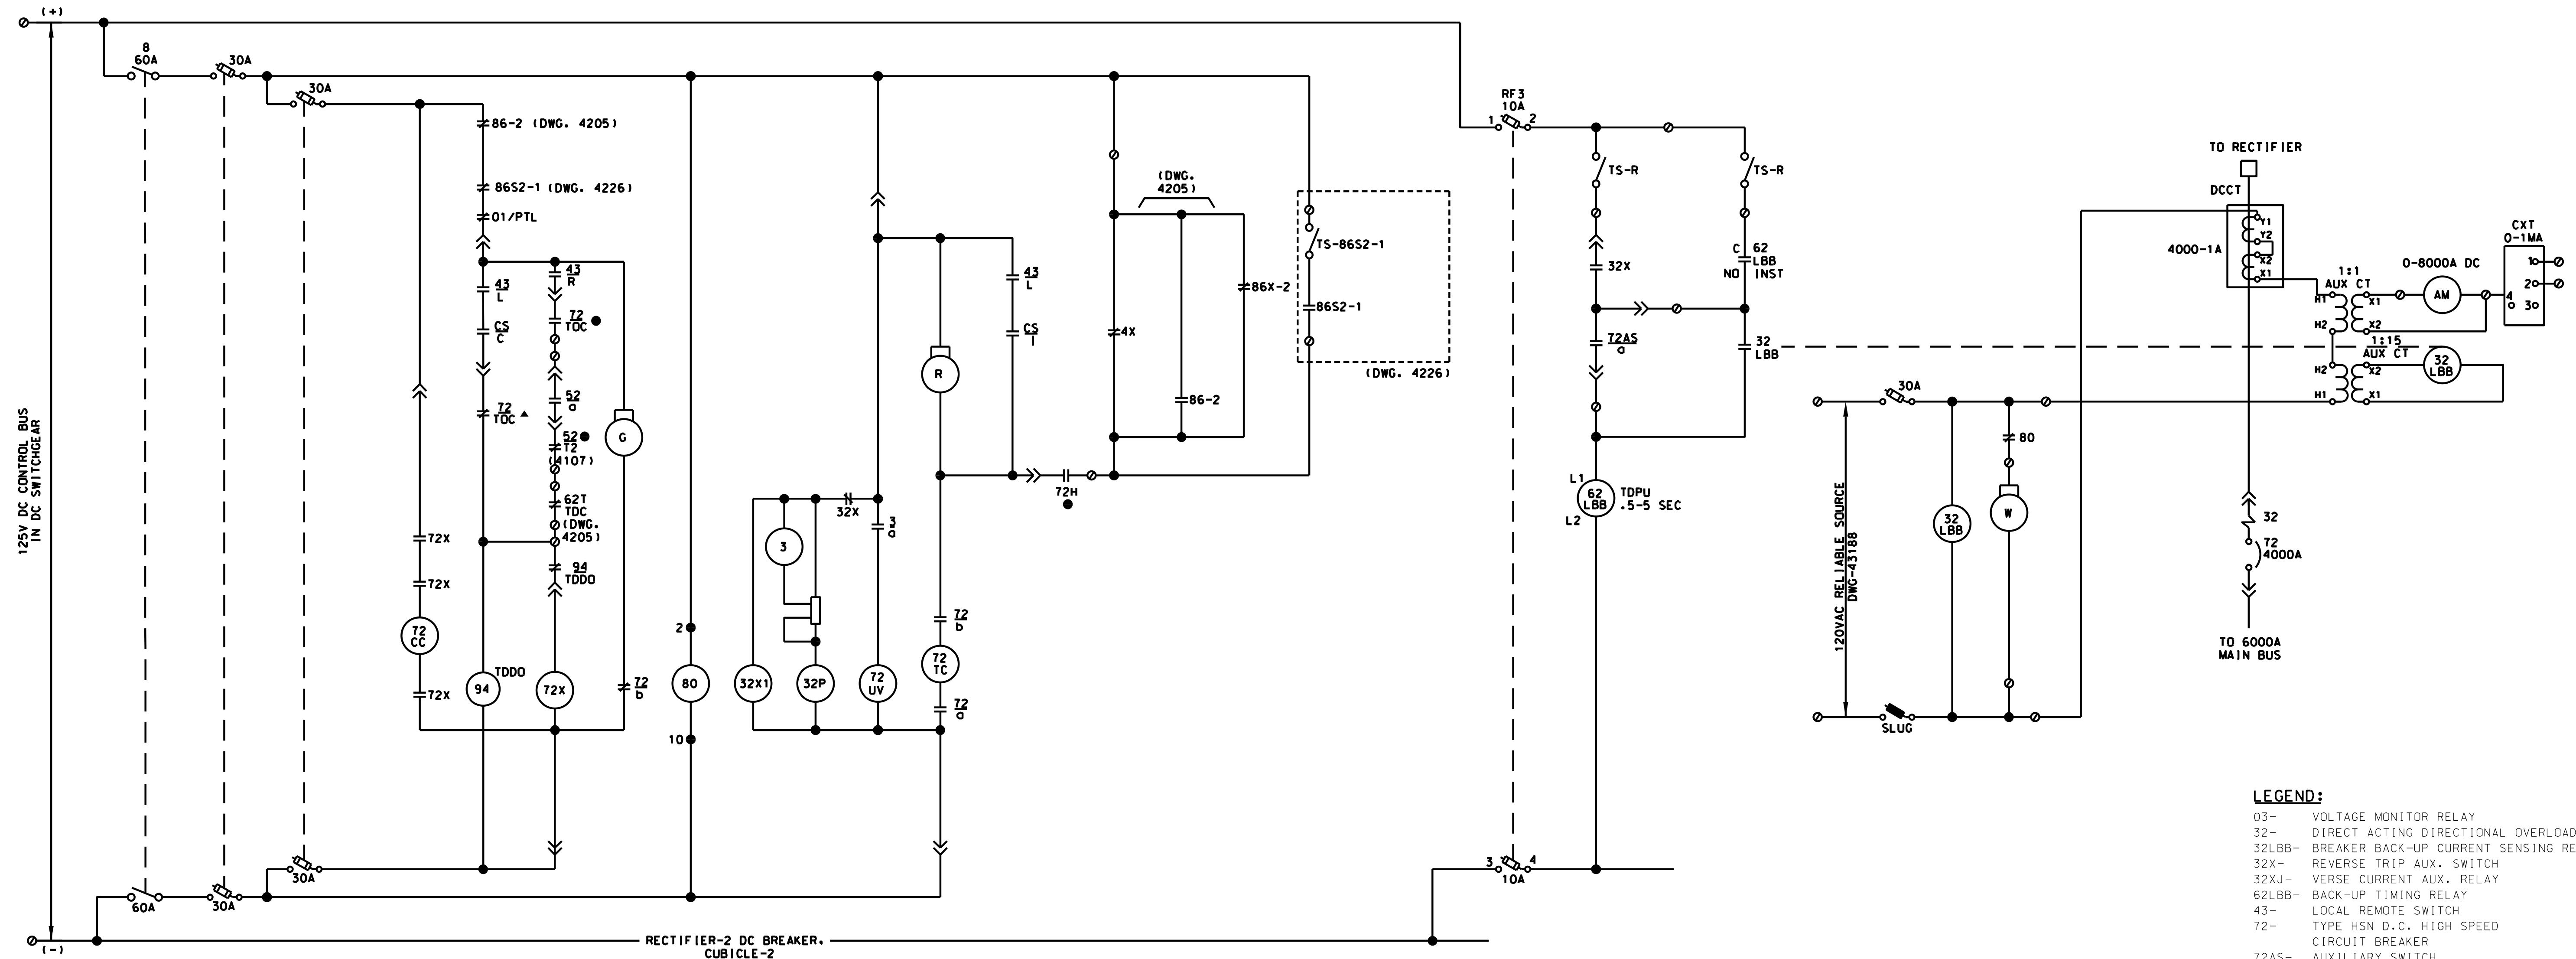 (+)
8
60A
30A
30A
86-2 (DWG. 4205)
86S2-1 (DWG. 4226)
01/PTL
43
L
43
R
CS
C
72
TOC
72
TOC
52
a
52
T2
(4107)
62T
TDC
(DWG.
4205)
94
TDDO
G
72X
72X
72
CC
72X
94
TDDO
72X
72
b
125V DC CONTROL BUS
IN DC SWITCHGEAR
60A
30A
30A
(-)
2
80
10
32X
3
3
a
32X1
32P
72
UV
R
43
L
CS
I
72
b
72
TC
72
a
72H
4X
(DWG.
4205)
86X-2
86-2
TS-86S2-1
86S2-1
(DWG. 4226)
RECTIFIER-2 DC BREAKER.
CUBICLE-2
RF3
10A
1
2
TS-R
TS-R
32X
C
62
LBB
NO INST
72AS
a
32
LBB
L1
62
LBB
L2
TDPU
.5-5 SEC
3
4
10A
120VAC RELIABLE SOURCE
DWG-43188
30A
80
32
LBB
W
SLUG
TO RECTIFIER
DCCT
4000-1A
Y1
Y2
X2
X1
1:1
AUX CT
H1
X1
H2
X2
1:15
AUX CT
H2
X2
H1
X1
0-8000A DC
AM
32
LBB
CXT
0-1MA
1
2
3
4
32
72
4000A
TO 6000A
MAIN BUS
LEGEND:
03- VOLTAGE MONITOR RELAY
32- DIRECT ACTING DIRECTIONAL OVERLOAD
32LBB- BREAKER BACK-UP CURRENT SENSING RE
32X- REVERSE TRIP AUX. SWITCH
32XJ- VERSE CURRENT AUX. RELAY
62LBB- BACK-UP TIMING RELAY
43- LOCAL REMOTE SWITCH
72- TYPE HSN D.C. HIGH SPEED
CIRCUIT BREAKER
72AS- AUXILIARY SWITCH